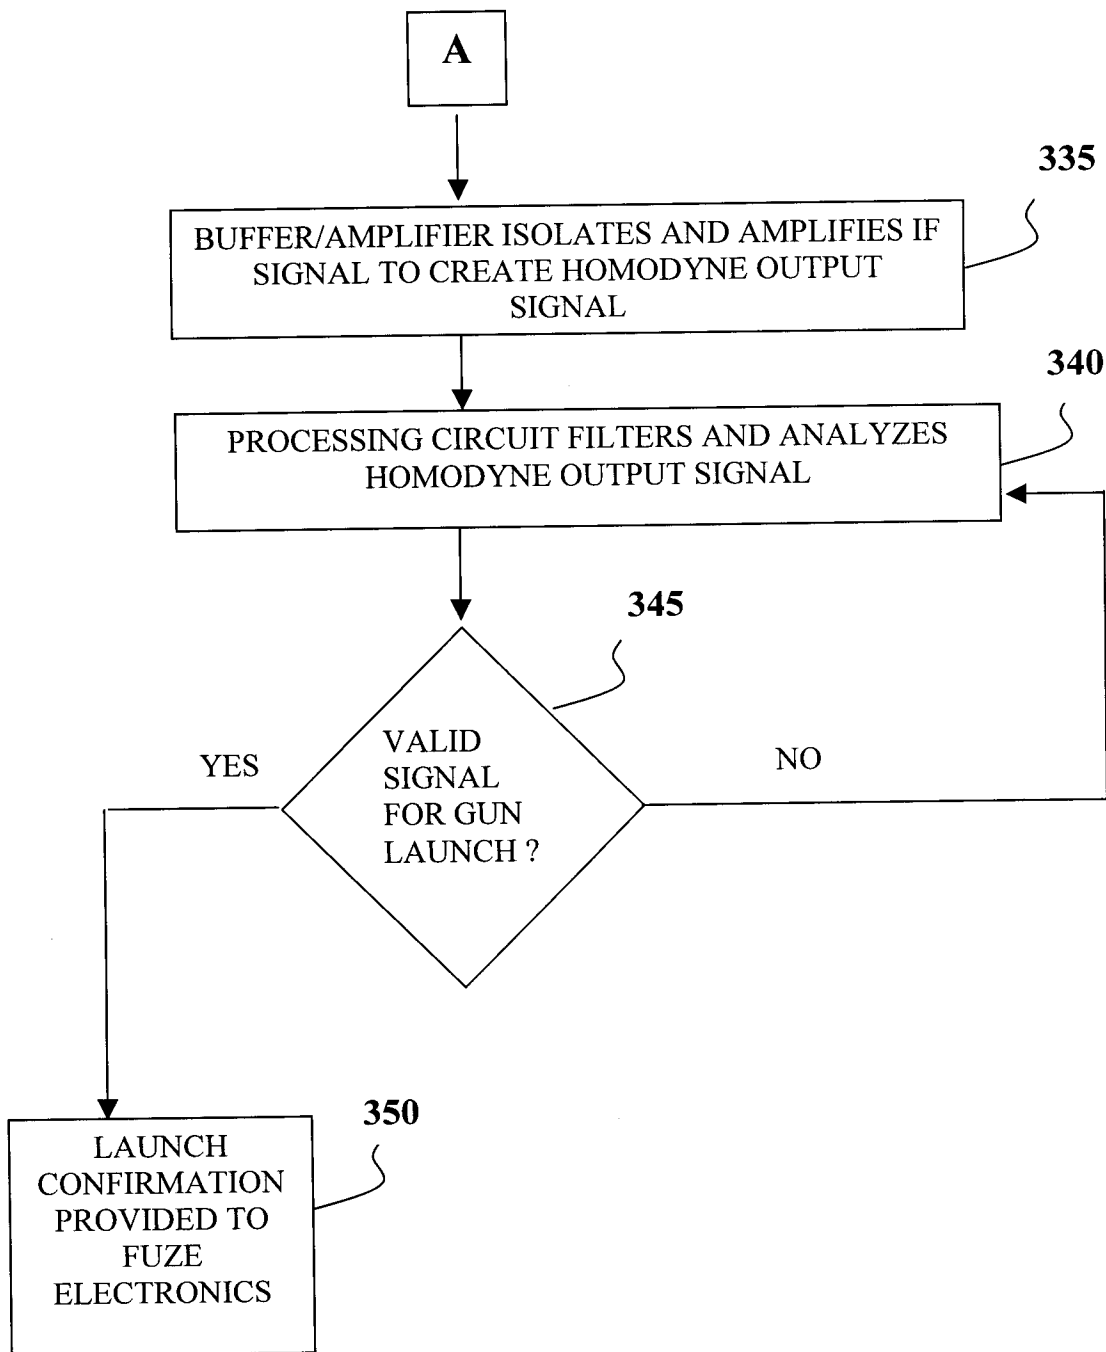 A
335
BUFFER/AMPLIFIER ISOLATES AND AMPLIFIES IF
SIGNAL TO CREATE HOMODYNE OUTPUT
SIGNAL
340
PROCESSING CIRCUIT FILTERS AND ANALYZES
HOMODYNE OUTPUT SIGNAL
345
YES
VALID
SIGNAL
FOR GUN
LAUNCH ?
NO
350
LAUNCH
CONFIRMATION
PROVIDED TO
FUZE
ELECTRONICS